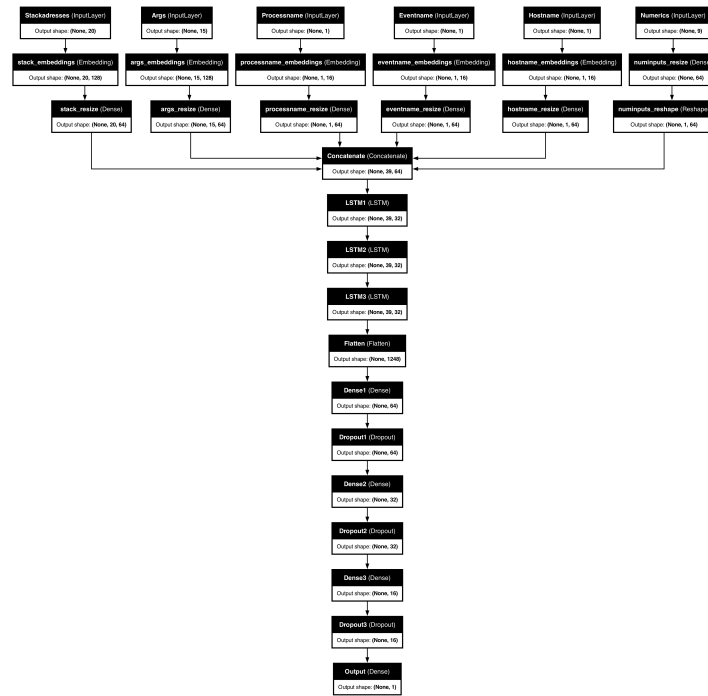 Stackadresses (InputLayer)
Output shape: (None, 20)
Args (InputLayer)
Output shape: (None, 15)
Processname (InputLayer)
Output shape: (None, 1)
Eventname (InputLayer)
Output shape: (None, 1)
Hostname (InputLayer)
Output shape: (None, 1)
Numerics (InputLayer)
Output shape: (None, 9)
stack_embeddings (Embedding)
Output shape: (None, 20, 128)
args_embeddings (Embedding)
Output shape: (None, 15, 128)
processname_embeddings (Embedding)
Output shape: (None, 1, 16)
eventname_embeddings (Embedding)
Output shape: (None, 1, 16)
hostname_embeddings (Embedding)
Output shape: (None, 1, 16)
numinputs_resize (Dense
Output shape: (None, 64)
stack_resize (Dense)
Output shape: (None, 20, 64)
args_resize (Dense)
Output shape: (None, 15, 64)
processname_resize (Dense)
Output shape: (None, 1, 64)
eventname_resize (Dense)
Output shape: (None, 1, 64)
hostname_resize (Dense)
Output shape: (None, 1, 64)
numinputs_reshape (Reshape
Output shape: (None, 1, 64)
Concatenate (Concatenate)
Output shape: (None, 39, 64)
LSTM1 (LSTM)
Output shape: (None, 39, 32)
LSTM2 (LSTM)
Output shape: (None, 39, 32)
LSTM3 (LSTM)
Output shape: (None, 39, 32)
Flatten (Flatten)
Output shape: (None, 1248)
Dense1 (Dense)
Output shape: (None, 64)
Dropout1 (Dropout)
Output shape: (None, 64)
Dense2 (Dense)
Output shape: (None, 32)
Dropout2 (Dropout)
Output shape: (None, 32)
Dense3 (Dense)
Output shape: (None, 16)
Dropout3 (Dropout)
Output shape: (None, 16)
Output (Dense)
Output shape: (None, 1)